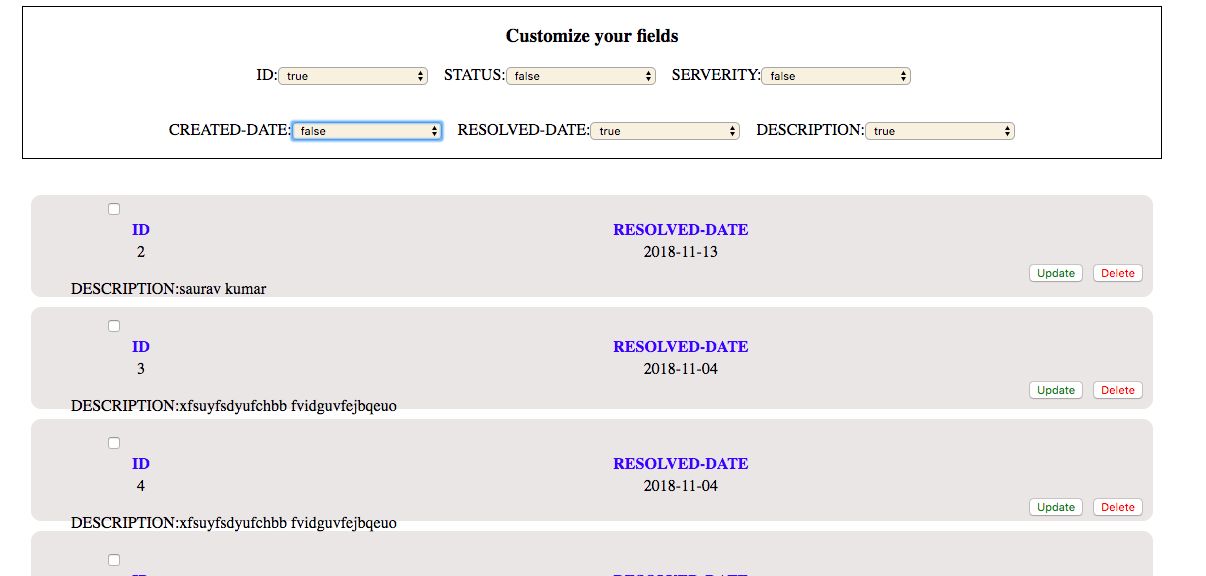 Customize your fields
ID: true STATUS: false SERVERITY: false
CREATED-DATE: false RESOLVED-DATE: true DESCRIPTION: true
ID RESOLVED-DATE
2 2018-11-13
Update Delete
DESCRIPTION:saurav kumar
ID RESOLVED-DATE
3 2018-11-04
Update Delete
DESCRIPTION:xfsuyfsdyufchbb fvidguvfejbqeuo
ID RESOLVED-DATE
4 2018-11-04
Update Delete
DESCRIPTION:xfsuyfsdyufchbb fvidguvfejbqeuo